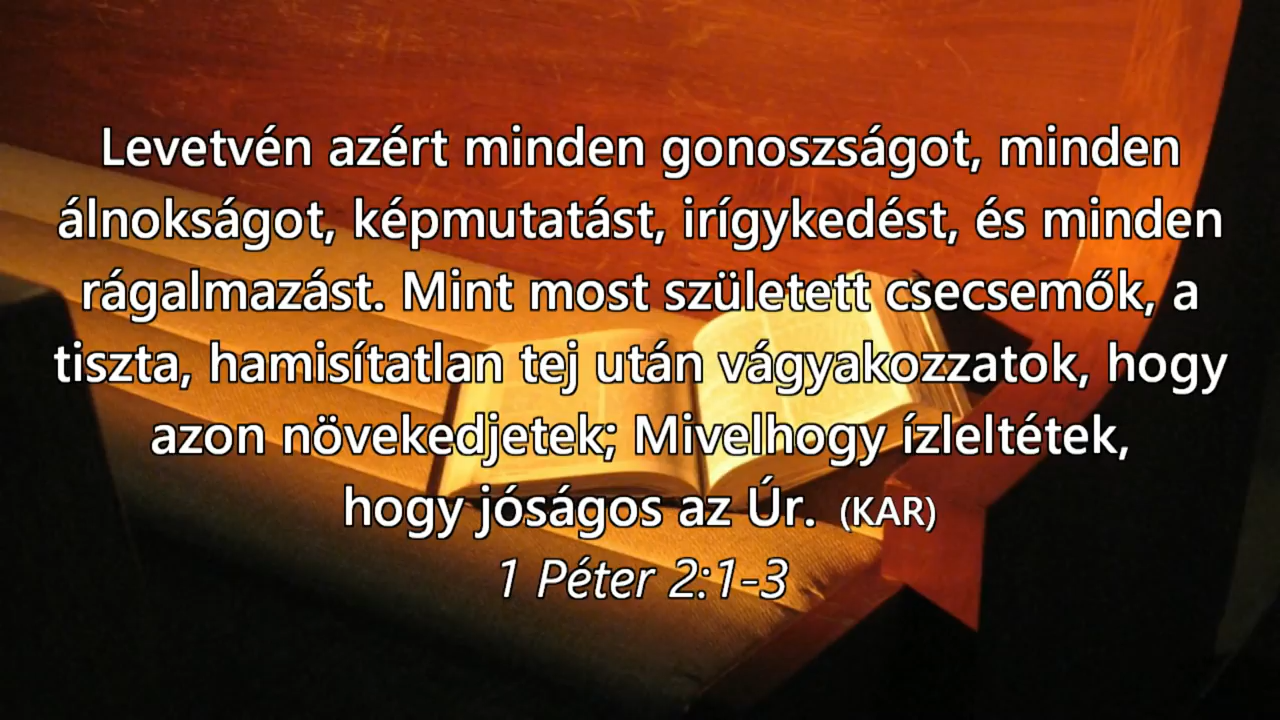 Levetvén azért minden gonoszságot, minden
álnokságot, képmutatást, irígykedést, és minden
rágalmazást. Mint most született csecsemők, a
tiszta, hamisítatlan tej után vágyakozzatok, hogy
azon növekedjetek; Mivelhogy ízleltétek,
hogy jóságos az Úr. (KAR)
1 Péter 2:1-3